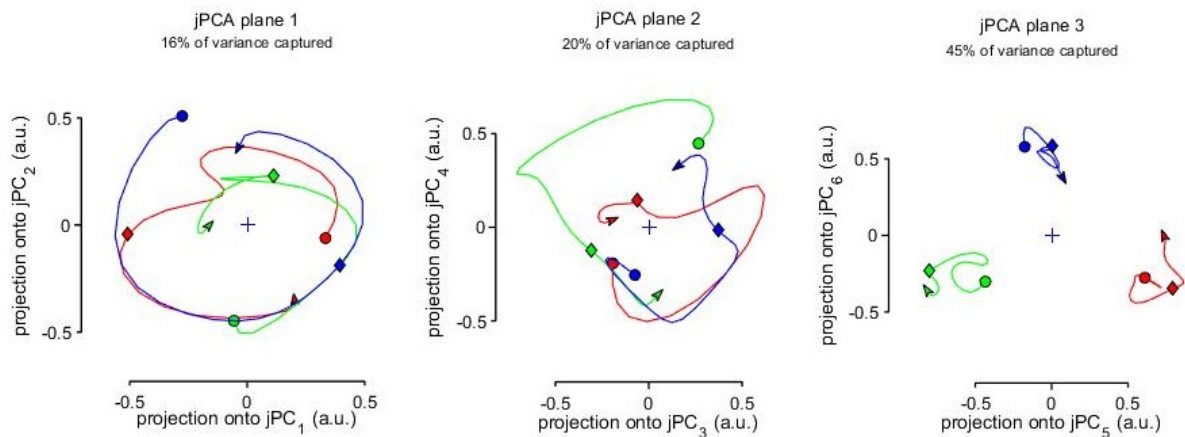 jPCA plane 1
16% of variance captured
0.5
0
-0.5
projection onto jPC2 (a.u.)
-0.5
0
0.5
projection onto jPC1 (a.u.)
jPCA plane 2
20% of variance captured
0.5
0
-0.5
projection onto jPC4 (a.u.)
-0.5
0
0.5
projection onto jPC3 (a.u.)
jPCA plane 3
45% of variance captured
0.5
0
-0.5
projection onto jPC6 (a.u.)
-0.5
0
0.5
projection onto jPC5 (a.u.)